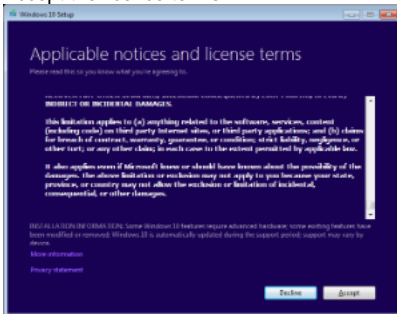 Windows 10 Setup
Applicable notices and license terms
Please read this so you know what you're agreeing to.
INDIRECT OR INCIDENTAL DAMAGES.
This limitation applies to (a) anything related to the software, services, content
(including code) on third party Internet sites, or third party applications; and (b) claims
for breach of contract, warranty, guarantee, or condition; strict liability, negligence, or
other tort; or any other claim; in each case to the extent permitted by applicable law.
It also applies even if Microsoft knew or should have known about the possibility of the
damages. The above limitation or exclusion may not apply to you because your state,
province, or country may not allow the exclusion or limitation of incidental,
consequential, or other damages.
INSTALLATION INFORMATION: Some Windows 10 features require advanced hardware; some existing features have
been modified or removed; Windows 10 is automatically updated during the support period; support may vary by
device.
More information
Privacy statement
Decline
Accept